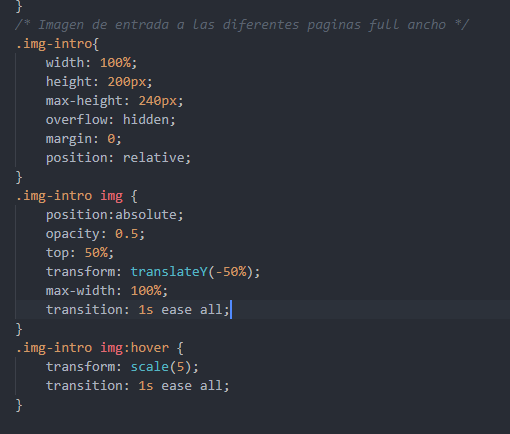 }
/* Imagen de entrada a las diferentes paginas full ancho */
.img-intro{
    width: 100%;
    height: 200px;
    max-height: 240px;
    overflow: hidden;
    margin: 0;
    position: relative;
}
.img-intro img {
    position:absolute;
    opacity: 0.5;
    top: 50%;
    transform: translateY(-50%);
    max-width: 100%;
    transition: 1s ease all;
}
.img-intro img:hover {
    transform: scale(5);
    transition: 1s ease all;
}